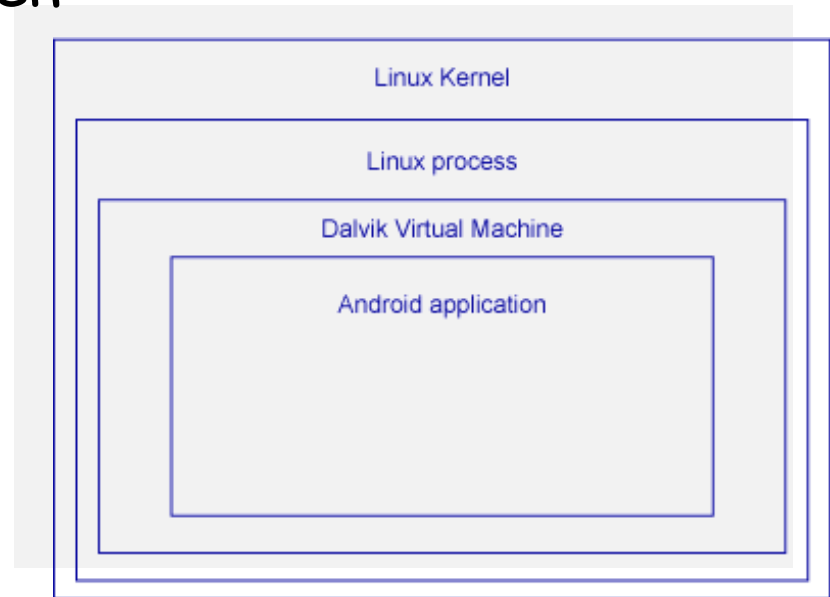 Linux Kernel
Linux process
Dalvik Virtual Machine
Android application